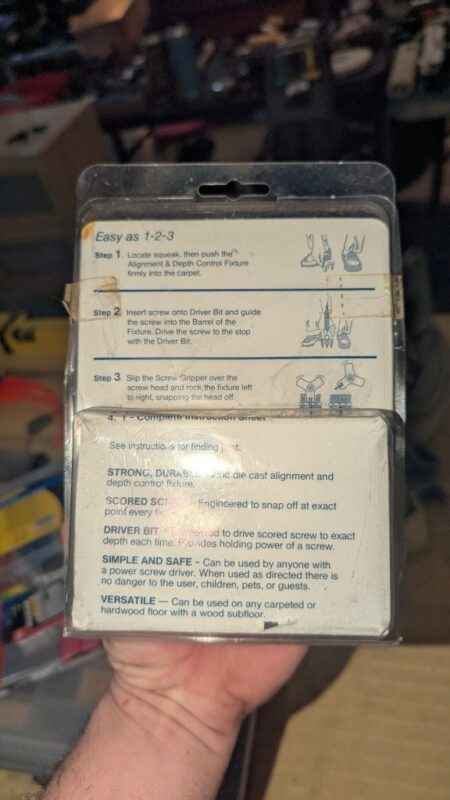 Easy as 1-2-3
Step 1. Locate squeak, then push the
Alignment & Depth Control Fixture
firmly into the carpet.
Step 2. Insert screw onto Driver Bit and guide
the screw into the Barrel of the
Fixture. Drive the screw to the stop
with the Driver Bit.
Step 3. Slip the Screw Gripper over the
screw head and rock the fixture left
to right, snapping the head off.
4. 1 - Complete Instruction Sheet
See instructions for finding
STRONG, die cast alignment and
depth control fixture.
SCORED Engineered to snap off at exact
point every
DRIVER BIT to drive scored screw to exact
depth each time. Provides holding power of a screw.
SIMPLE AND SAFE - Can be used by anyone with
a power screw driver. When used as directed there is
no danger to the user, children, pets, or guests.
VERSATILE — Can be used on any carpeted or
hardwood floor with a wood subfloor.